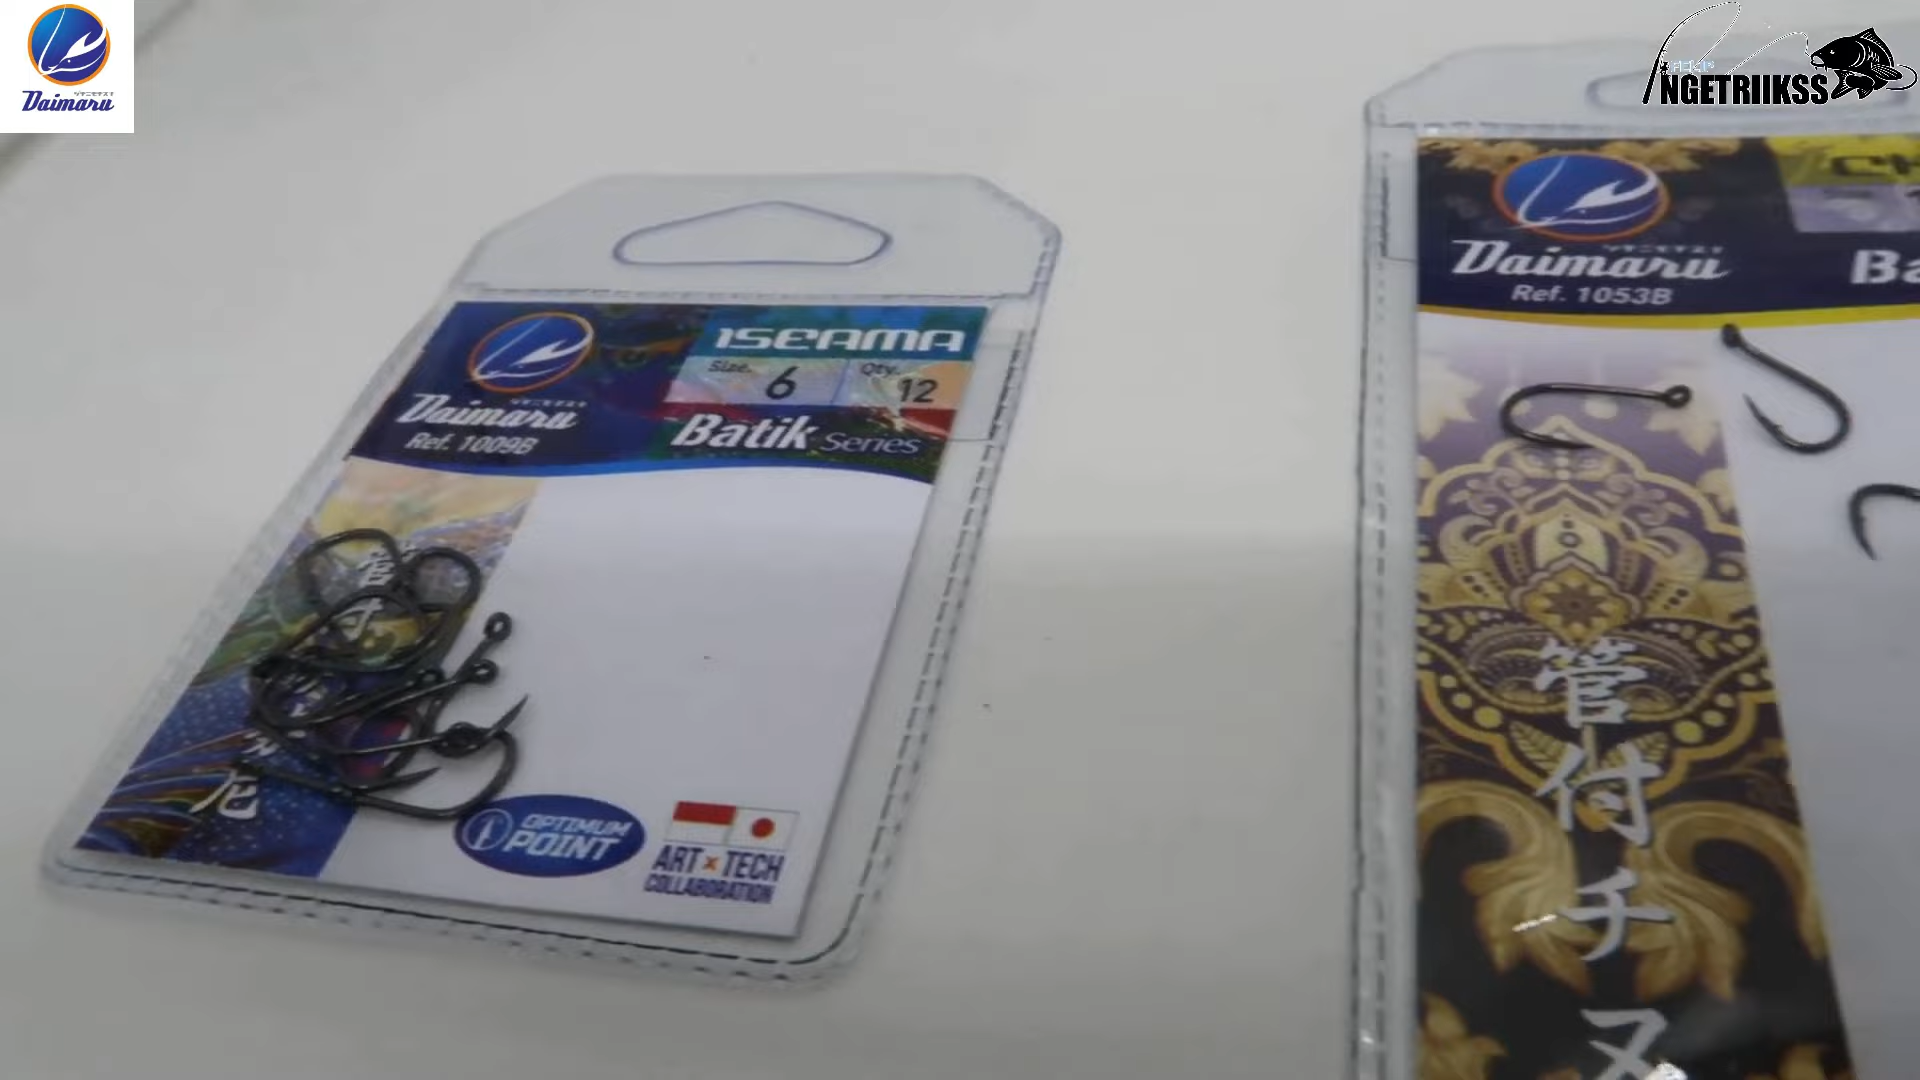 Daimaru
NGETRIIKSS
ISEAMA
Size. 6
Qty. 12
Daimaru
Ref. 1009B
Batik Series
OPTIMUM
POINT
ART x TECH
COLLABORATION
Daimaru
Ref. 1053B
管付チヌ